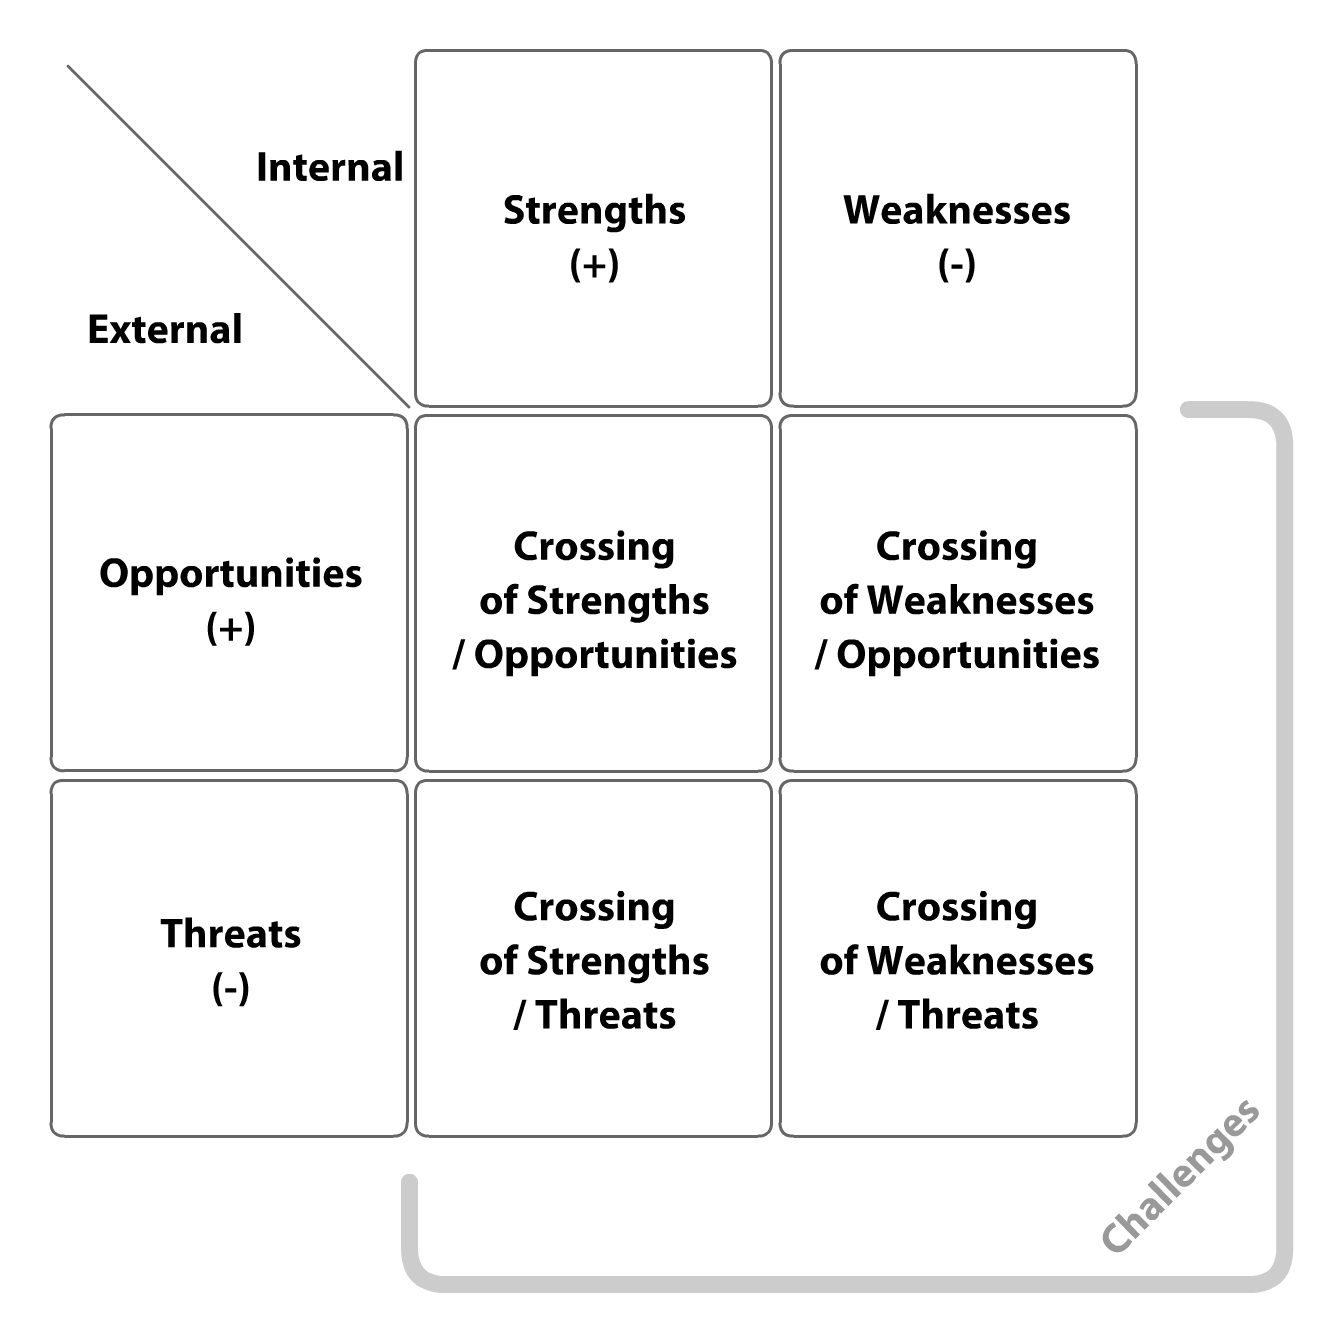 Internal
External
Strengths
(+)
Weaknesses
(-)
Opportunities
(+)
Crossing
of Strengths
/ Opportunities
Crossing
of Weaknesses
/ Opportunities
Threats
(-)
Crossing
of Strengths
/ Threats
Crossing
of Weaknesses
/ Threats
Challenges